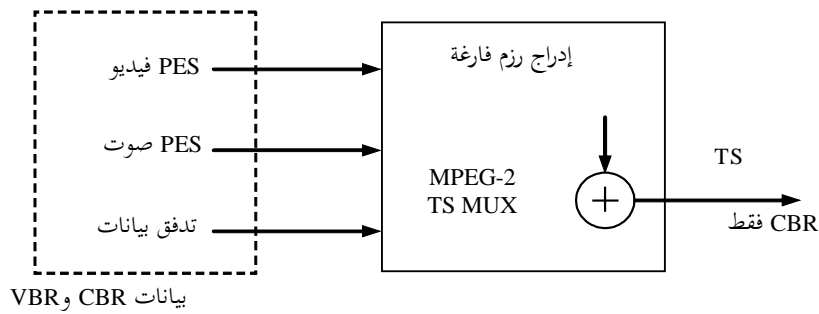 إدراج رزم فارغة
PES فيديو
PES صوت
تدفق بيانات
MPEG-2
TS MUX
+
TS
CBR فقط
بيانات CBR وVBR